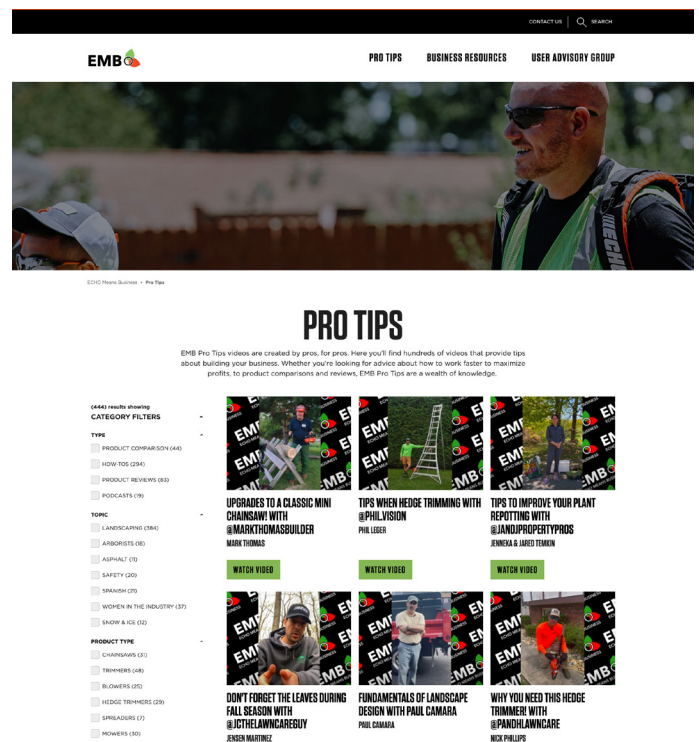 CONTACT US
SEARCH
EMB
PRO TIPS
BUSINESS RESOURCES
USER ADVISORY GROUP
ECHO
ECHO Means Business • Pro Tips
PRO TIPS
EMB Pro Tips videos are created by pros, for pros. Here you'll find hundreds of videos that provide tips
about building your business. Whether you're looking for advice about how to work faster to maximize
profits, to product comparisons and reviews, EMB Pro Tips are a wealth of knowledge.
(444) results showing
CATEGORY FILTERS -
TYPE -
PRODUCT COMPARISON (44)
HOW-TOS (294)
PRODUCT REVIEWS (83)
PODCASTS (19)
TOPIC -
LANDSCAPING (384)
ARBORISTS (18)
ASPHALT (11)
SAFETY (20)
SPANISH (21)
WOMEN IN THE INDUSTRY (37)
SNOW & ICE (12)
PRODUCT TYPE -
CHAINSAWS (31)
TRIMMERS (48)
BLOWERS (25)
HEDGE TRIMMERS (29)
SPREADERS (7)
MOWERS (30)
UPGRADES TO A CLASSIC MINI
CHAINSAW! WITH
@MARKTHOMASBUILDER
MARK THOMAS
WATCH VIDEO
TIPS WHEN HEDGE TRIMMING WITH
@PHIL.VISION
PHIL LEGER
WATCH VIDEO
TIPS TO IMPROVE YOUR PLANT
REPOTTING WITH
@JANDJPROPERTYPROS
JENNEKA & JARED TEMKIN
WATCH VIDEO
DON'T FORGET THE LEAVES DURING
FALL SEASON WITH
@JCTHELAWNCAREGUY
JENSEN MARTINEZ
FUNDAMENTALS OF LANDSCAPE
DESIGN WITH PAUL CAMARA
PAUL CAMARA
WHY YOU NEED THIS HEDGE
TRIMMER! WITH
@PANDHLAWNCARE
NICK PHILLIPS